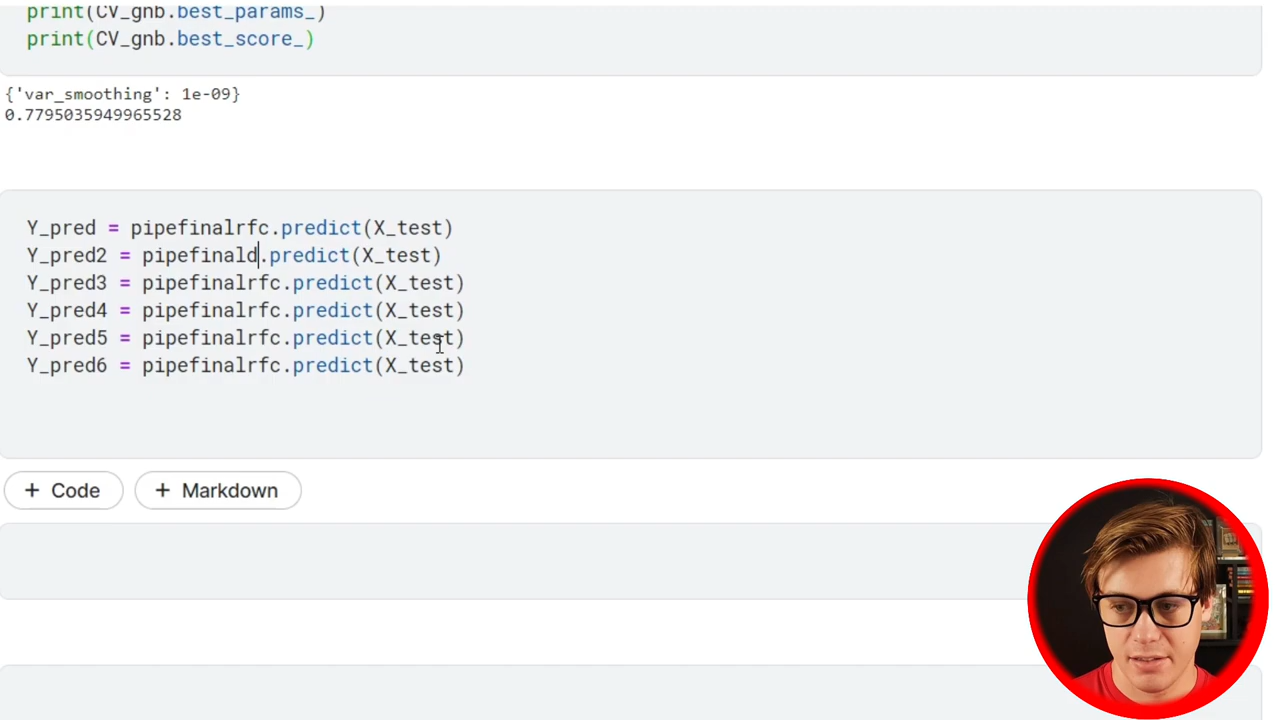 print(CV_gnb.best_params_)
print(CV_gnb.best_score_)
{'var_smoothing': 1e-09}
0.7795035949965528
Y_pred = pipefinalrfc.predict(X_test)
Y_pred2 = pipefinald.predict(X_test)
Y_pred3 = pipefinalrfc.predict(X_test)
Y_pred4 = pipefinalrfc.predict(X_test)
Y_pred5 = pipefinalrfc.predict(X_test)
Y_pred6 = pipefinalrfc.predict(X_test)
+ Code + Markdown